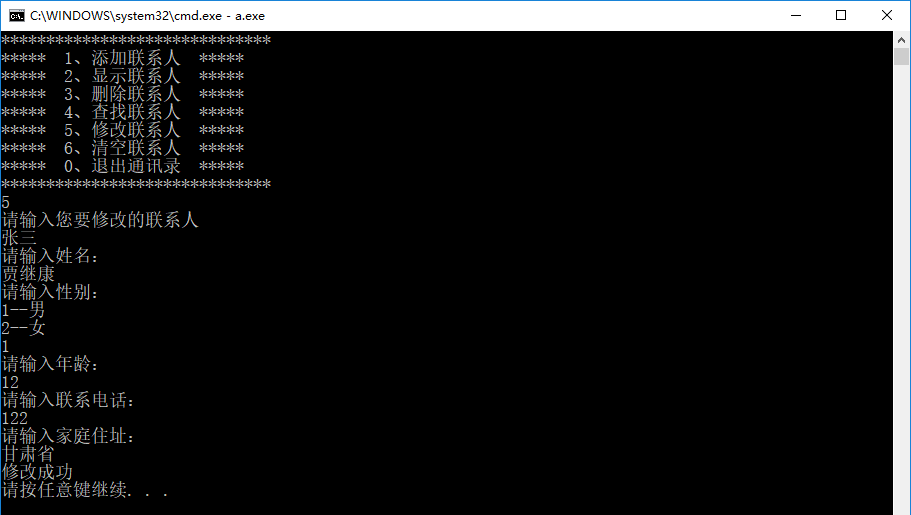 C:\WINDOWS\system32\cmd.exe - a.exe
******************************
*****  1、添加联系人  *****
*****  2、显示联系人  *****
*****  3、删除联系人  *****
*****  4、查找联系人  *****
*****  5、修改联系人  *****
*****  6、清空联系人  *****
*****  0、退出通讯录  *****
******************************
5
请输入您要修改的联系人
张三
请输入姓名:
贾继康
请输入性别:
1--男
2--女
1
请输入年龄:
12
请输入联系电话:
122
请输入家庭住址:
甘肃省
修改成功
请按任意键继续. . .